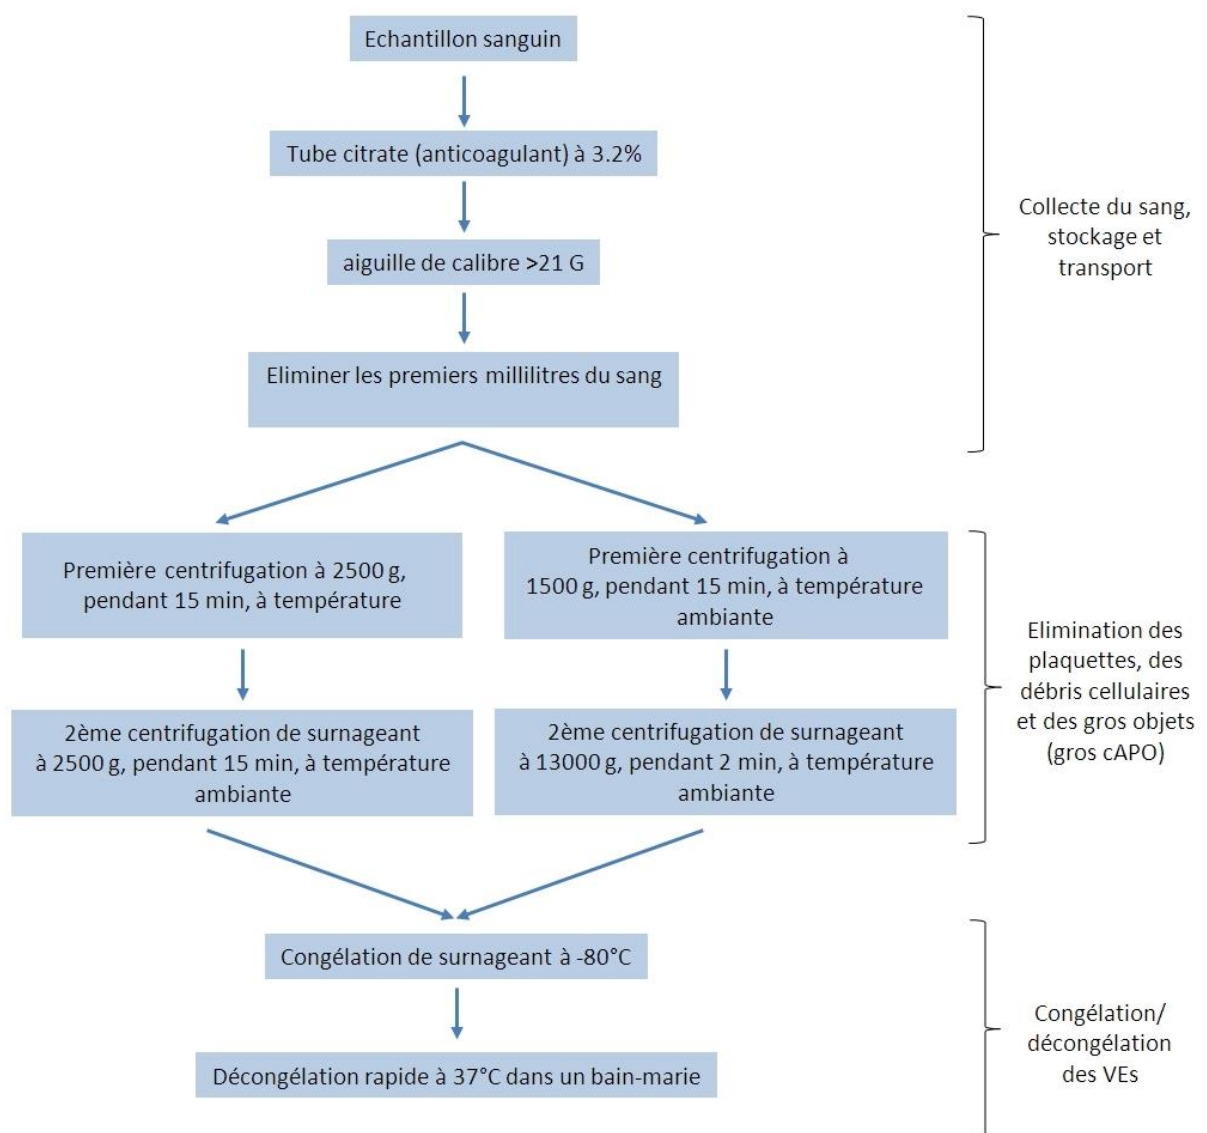 Echantillon sanguin
Tube citrate (anticoagulant) à 3.2%
aiguille de calibre >21 G
Eliminer les premiers millilitres du sang
Collecte du sang,
stockage et
transport
Première centrifugation à 2500 g,
pendant 15 min, à température
Première centrifugation à
1500 g, pendant 15 min, à température
ambiante
2ème centrifugation de surnageant
à 2500 g, pendant 15 min, à température
ambiante
2ème centrifugation de surnageant
à 13000 g, pendant 2 min, à température
ambiante
Elimination des
plaquettes, des
débris cellulaires
et des gros objets
(gros cAPO)
Congélation de surnageant à -80°C
Décongélation rapide à 37°C dans un bain-marie
Congélation/
décongélation
des VEs